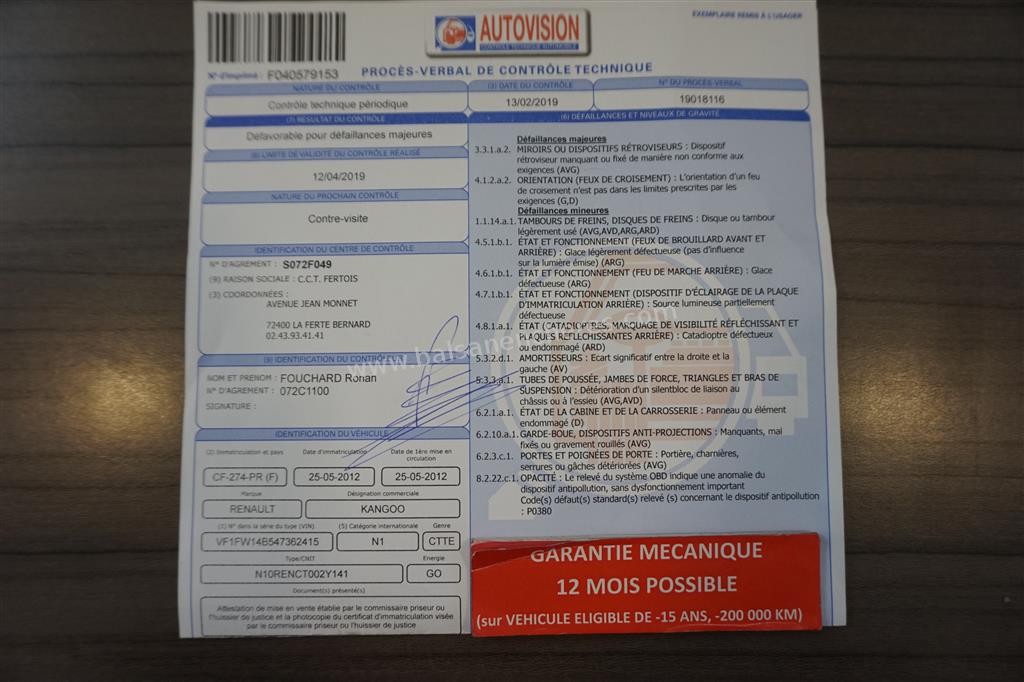 EXEMPLAIRE REMIS À L'USAGER
AUTOVISION
CONTRÔLE TECHNIQUE AUTOMOBILE
N° d'imprimé : F040579153
PROCÈS-VERBAL DE CONTRÔLE TECHNIQUE
NATURE DU CONTRÔLE
Contrôle technique périodique
(3) DATE DU CONTRÔLE
13/02/2019
N° DU PROCÈS-VERBAL
19018116
(7) RÉSULTAT DU CONTRÔLE
Défavorable pour défaillances majeures
(8) LIMITE DE VALIDITÉ DU CONTRÔLE RÉALISÉ
12/04/2019
NATURE DU PROCHAIN CONTRÔLE
Contre-visite
IDENTIFICATION DU CENTRE DE CONTRÔLE
N° D'AGREMENT : S072F049
(9) RAISON SOCIALE : C.C.T. FERTOIS
(3) COORDONNÉES :
AVENUE JEAN MONNET
72400 LA FERTE BERNARD
02.43.93.41.41
(9) IDENTIFICATION DU CONTRÔLEUR
NOM ET PRENOM : FOUCHARD Ronan
N° D'AGREMENT : 072C1100
SIGNATURE :
IDENTIFICATION DU VÉHICULE
(2) Immatriculation et pays
Date d'immatriculation
Date de 1ère mise en
circulation
CF-274-PR (F)
25-05-2012
25-05-2012
Marque
Désignation commerciale
RENAULT
KANGOO
(1) N° dans la série du type (VIN)
(5) Catégorie internationale
Genre
VF1FW14B547362415
N1
CTTE
Type/CNIT
Energie
N10RENCT002Y141
GO
Document(s) présenté(s)
Attestation de mise en vente établie par le commissaire priseur ou
l'huissier de justice et la photocopie du certificat d'immatriculation visée
par le commissaire priseur ou l'huissier de justice
(6) DÉFAILLANCES ET NIVEAUX DE GRAVITÉ
Défaillances majeures
3.3.1.a.2. MIROIRS OU DISPOSITIFS RÉTROVISEURS : Dispositif
rétroviseur manquant ou fixé de manière non conforme aux
exigences (AVG)
4.1.2.a.2. ORIENTATION (FEUX DE CROISEMENT) : L'orientation d'un feu
de croisement n'est pas dans les limites prescrites par les
exigences (G,D)
Défaillances mineures
1.1.14.a.1. TAMBOURS DE FREINS, DISQUES DE FREINS : Disque ou tambour
légèrement usé (AVG,AVD,ARG,ARD)
4.5.1.b.1. ÉTAT ET FONCTIONNEMENT (FEUX DE BROUILLARD AVANT ET
ARRIÈRE) : Glace légèrement défectueuse (pas d'influence
sur la lumière émise) (ARG)
4.6.1.b.1. ÉTAT ET FONCTIONNEMENT (FEU DE MARCHE ARRIÈRE) : Glace
défectueuse (ARG)
4.7.1.b.1. ÉTAT ET FONCTIONNEMENT (DISPOSITIF D'ÉCLAIRAGE DE LA PLAQUE
D'IMMATRICULATION ARRIÈRE) : Source lumineuse partiellement
défectueuse
4.8.1.a.1. ÉTAT (CATADIOPTRES, MARQUAGE DE VISIBILITÉ RÉFLÉCHISSANT ET
PLAQUES RÉFLÉCHISSANTES ARRIÈRE) : Catadioptre défectueux
ou endommagé (ARD)
5.3.2.d.1. AMORTISSEURS : Ecart significatif entre la droite et la
gauche (AV)
5.3.3.a.1. TUBES DE POUSSÉE, JAMBES DE FORCE, TRIANGLES ET BRAS DE
SUSPENSION : Détérioration d'un silentbloc de liaison au
châssis ou à l'essieu (AVG,AVD)
6.2.1.a.1. ÉTAT DE LA CABINE ET DE LA CARROSSERIE : Panneau ou élément
endommagé (D)
6.2.10.a.1. GARDE-BOUE, DISPOSITIFS ANTI-PROJECTIONS : Manquants, mal
fixés ou gravement rouillés (AVG)
6.2.3.c.1. PORTES ET POIGNÉES DE PORTE : Portière, charnières,
serrures ou gâches détériorées (AVG)
8.2.22.c.1. OPACITÉ : Le relevé du système OBD indique une anomalie du
dispositif antipollution, sans dysfonctionnement important
Code(s) défaut(s) standard(s) relevé (s) concernant le dispositif antipollution
: P0380
GARANTIE MECANIQUE
12 MOIS POSSIBLE
(sur VEHICULE ELIGIBLE DE -15 ANS, -200 000 KM)